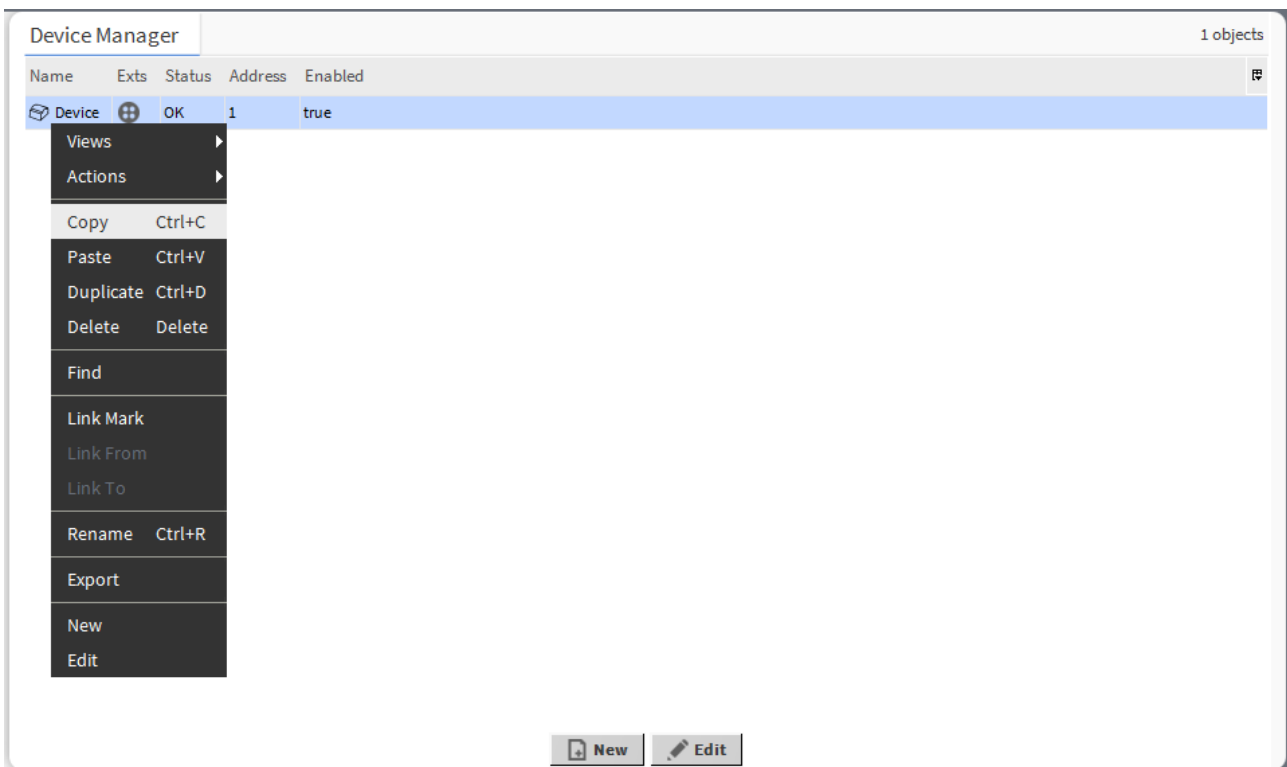 Device Manager 1 objects
Name Exts Status Address Enabled
Device OK 1 true
Views
Actions
Copy Ctrl+C
Paste Ctrl+V
Duplicate Ctrl+D
Delete Delete
Find
Link Mark
Link From
Link To
Rename Ctrl+R
Export
New
Edit
New Edit